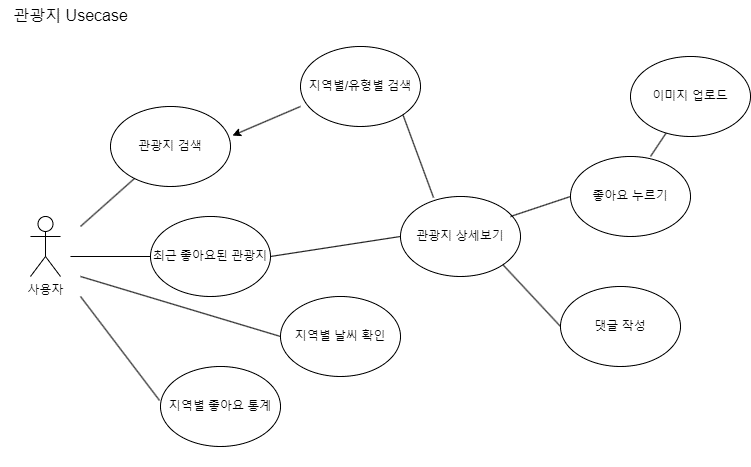 관광지 Usecase
지역별/유형별 검색
이미지 업로드
관광지 검색
좋아요 누르기
관광지 상세보기
최근 좋아요된 관광지
사용자
지역별 날씨 확인
댓글 작성
지역별 좋아요 통계